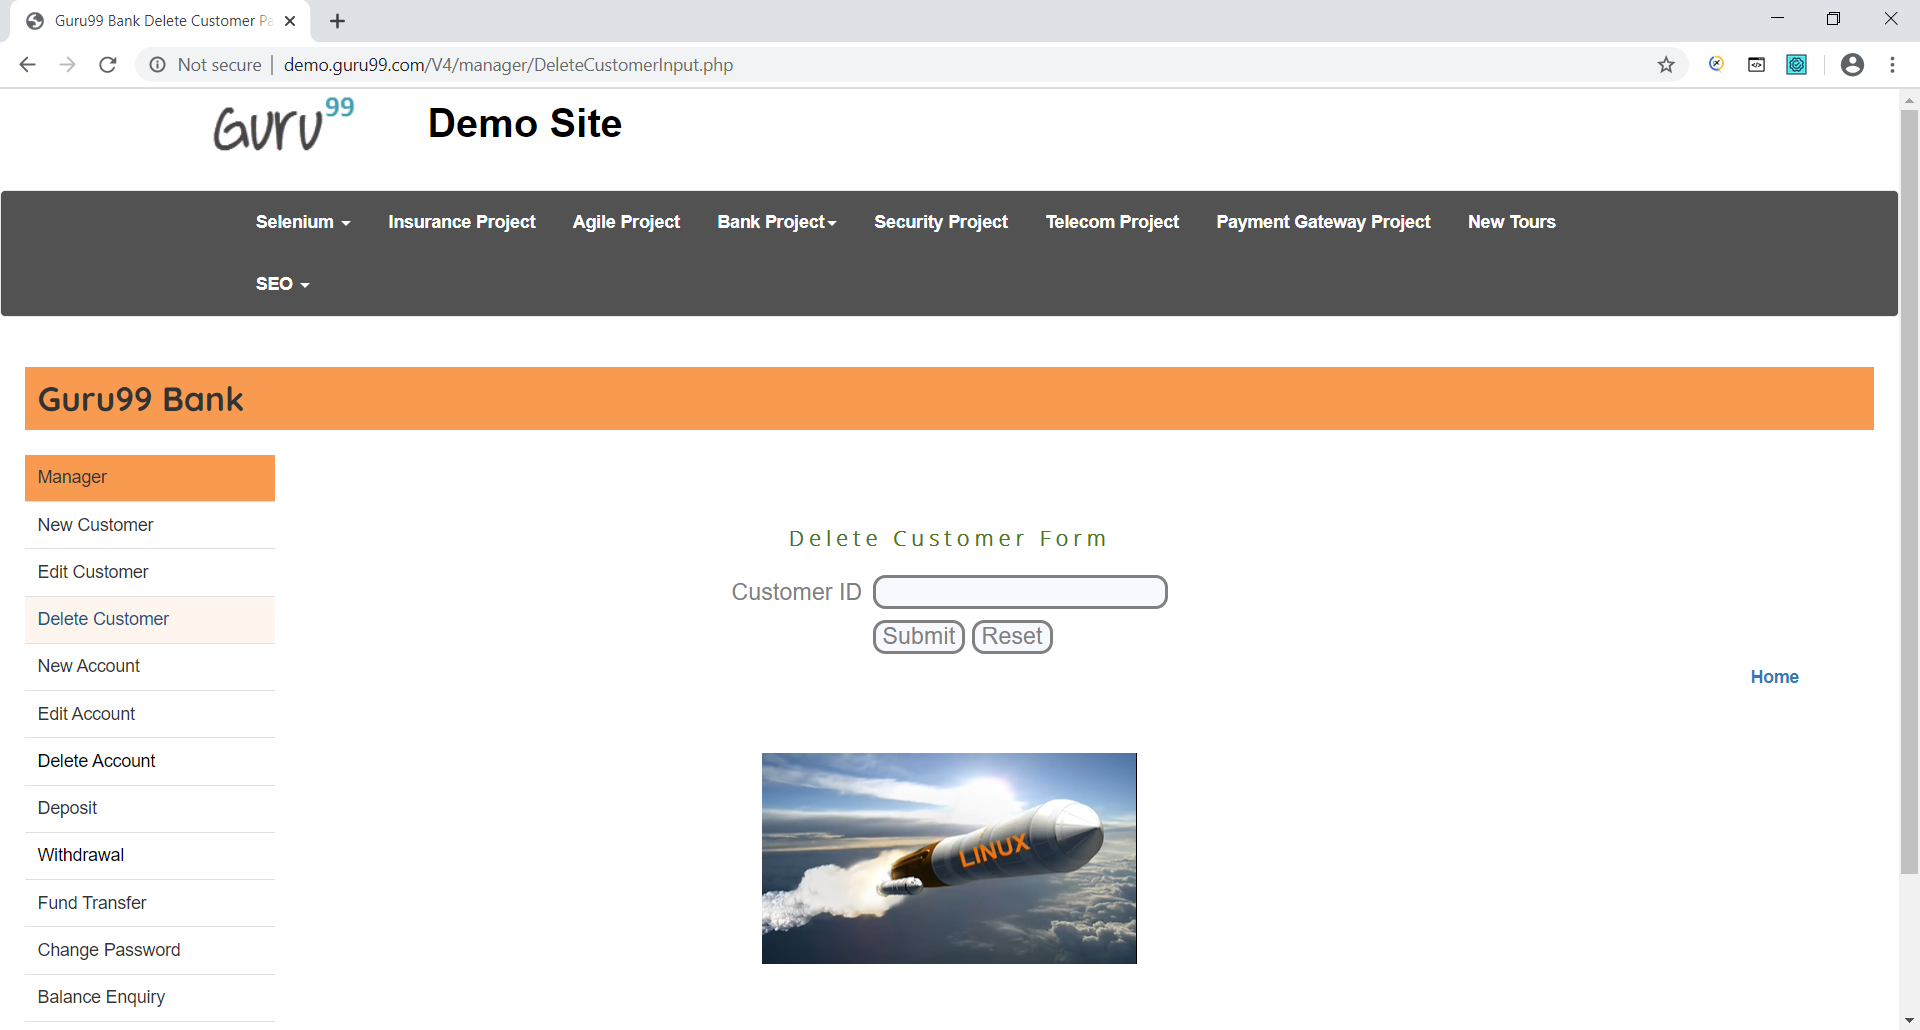 Guru99 Bank Delete Customer Pa
Not secure | demo.guru99.com/V4/manager/DeleteCustomerInput.php
Guru99
Demo Site
Selenium Insurance Project Agile Project Bank Project Security Project Telecom Project Payment Gateway Project New Tours
SEO
Guru99 Bank
Manager
New Customer
Edit Customer
Delete Customer
New Account
Edit Account
Delete Account
Deposit
Withdrawal
Fund Transfer
Change Password
Balance Enquiry
Delete Customer Form
Customer ID
Submit Reset
Home
LINUX